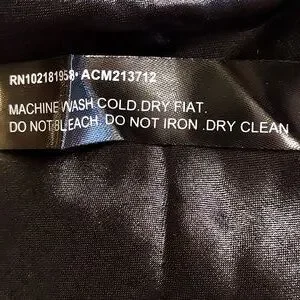 RN102181958• ACM213712
MACHINE WASH COLD.DRY FIAT.
DO NOT BLEACH. DO NOT IRON .DRY CLEAN